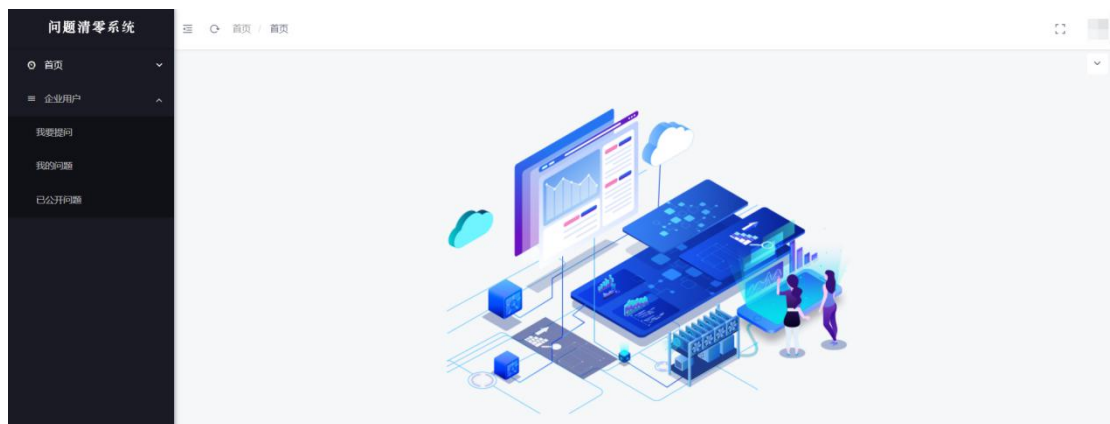 问题清零系统
首页 / 首页
首页
企业用户
我要提问
我的问题
已公开问题